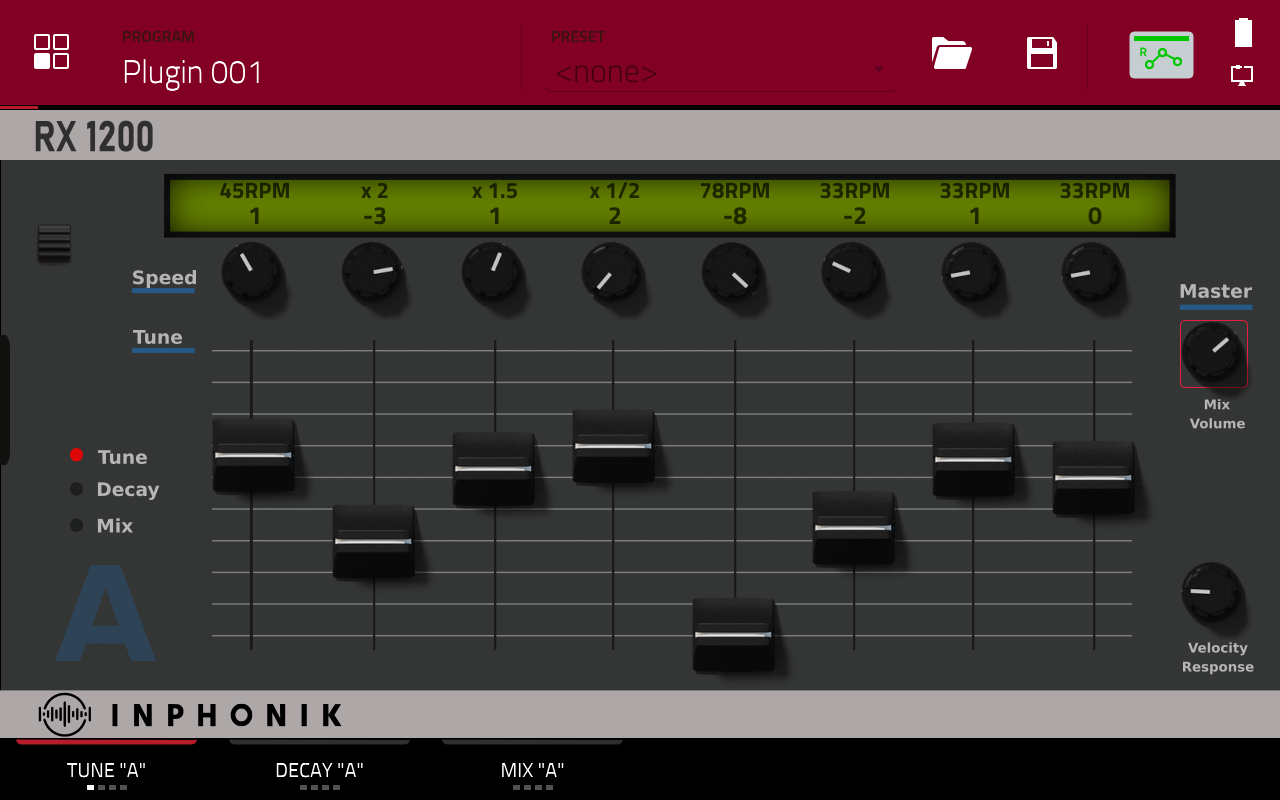 PROGRAM
Plugin 001
PRESET
<none>
R
RX 1200
45RPM x 2 x 1.5 x 1/2 78RPM 33RPM 33RPM 33RPM
1 -3 1 2 -8 -2 1 0
Speed
Master
Tune
Mix
Volume
Tune
Decay
Mix
A
Velocity
Response
INPHONIK
TUNE "A" DECAY "A" MIX "A"